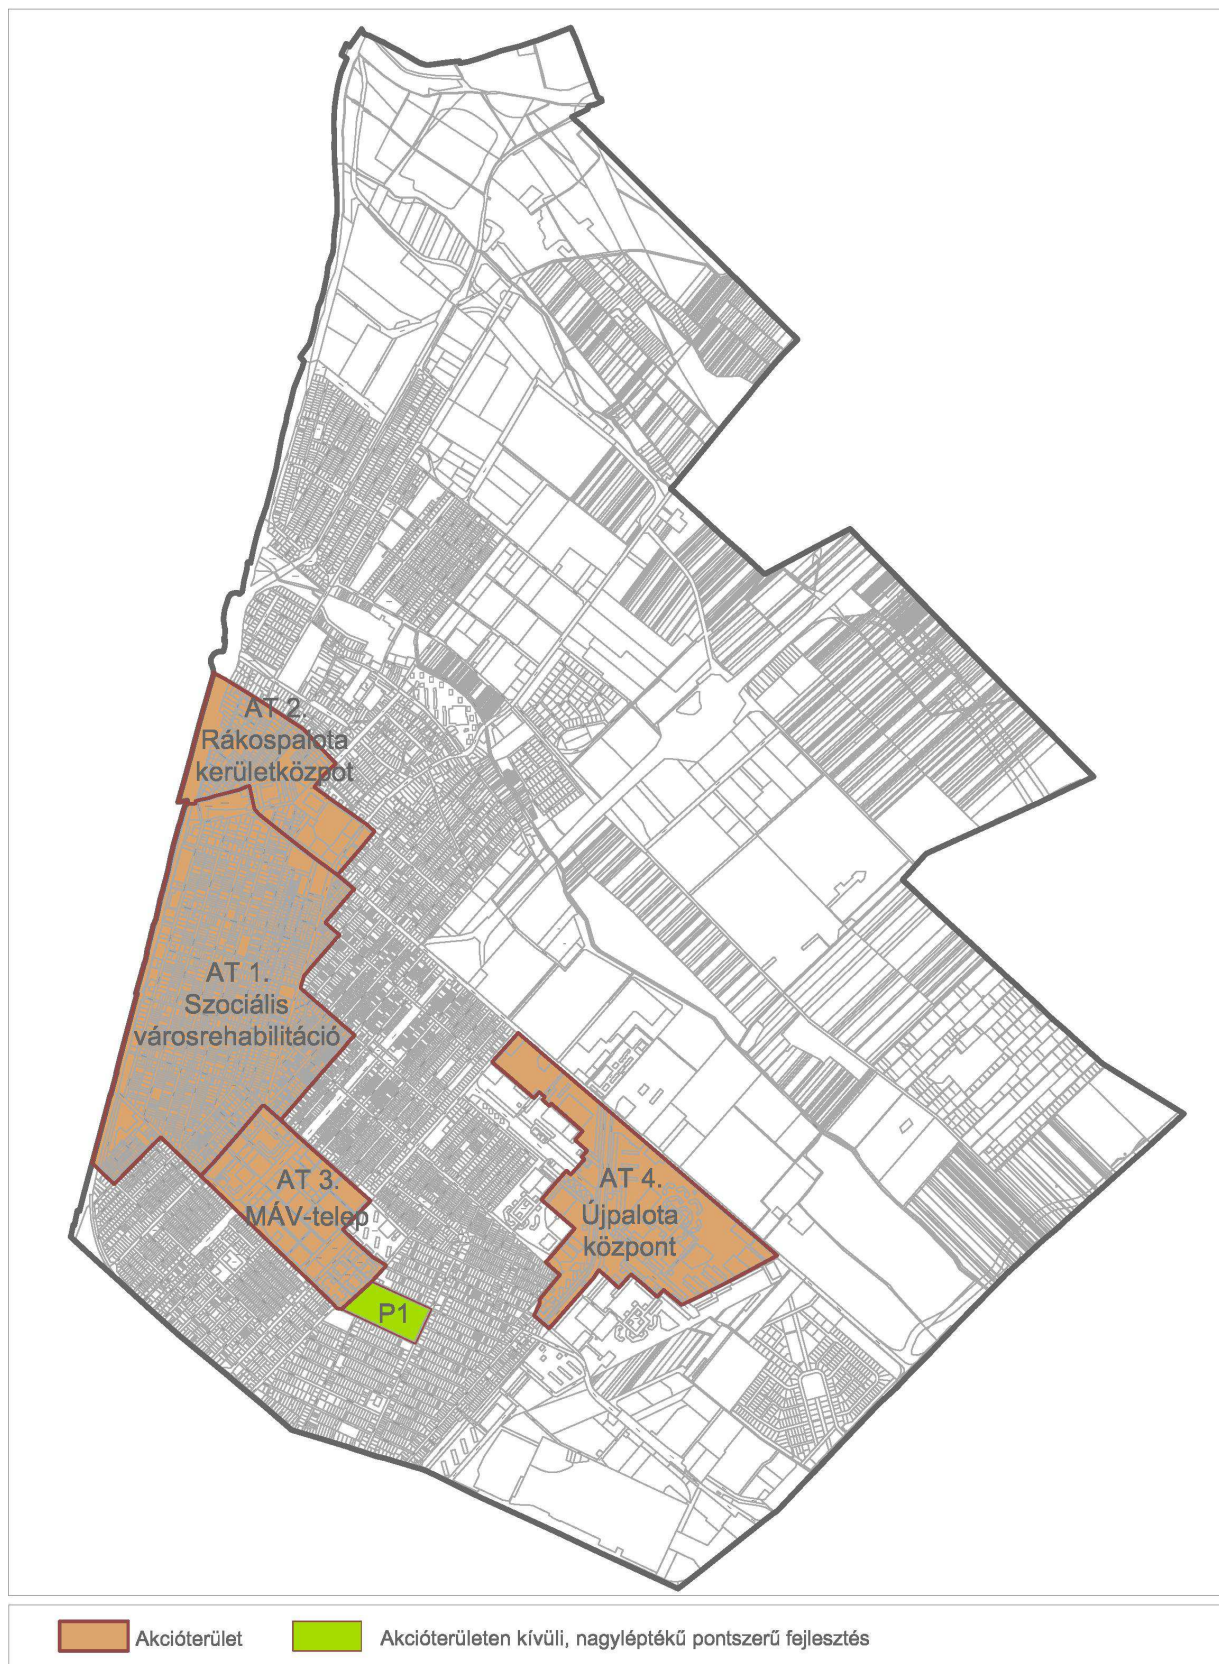 AT 2.
Rákospalota
kerületközpot
AT 1.
Szociális
városrehabilitáció
AT 3.
MÁV-telep
AT 4.
Újpalota
központ
P1
Akcióterület
Akcióterületen kívüli, nagyléptékű pontszerű fejlesztés